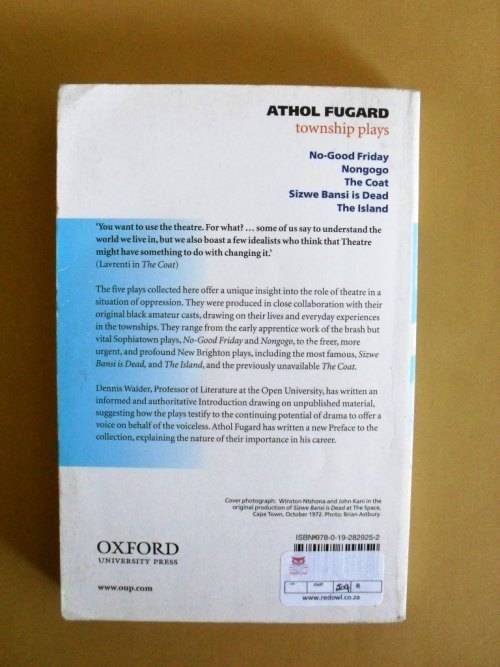 ATHOL FUGARD
township plays
No-Good Friday
Nongogo
The Coat
Sizwe Bansi is Dead
The Island
'You want to use the theatre. For what? ... some of us say to understand the
world we live in, but we also boast a few idealists who think that Theatre
might have something to do with changing it.'
(Lavrenti in The Coat)
The five plays collected here offer a unique insight into the role of theatre in a
situation of oppression. They were produced in close collaboration with their
original black amateur casts, drawing on their lives and everyday experiences
in the townships. They range from the early apprentice work of the brash but
vital Sophiatown plays, No-Good Friday and Nongogo, to the freer, more
urgent, and profound New Brighton plays, including the most famous, Sizwe
Bansi is Dead, and The Island, and the previously unavailable The Coat.
Dennis Walder, Professor of Literature at the Open University, has written an
informed and authoritative Introduction drawing on unpublished material,
suggesting how the plays testify to the continuing potential of drama to offer a
voice on behalf of the voiceless. Athol Fugard has written a new Preface to the
collection, explaining the nature of their importance in his career.
Cover photograph: Winston Ntshona and John Kani in the
original production of Sizwe Bansi is Dead at The Space,
Cape Town, October 1972. Photo: Brian Astbury
ISBN 978-0-19-282925-2
OXFORD
UNIVERSITY PRESS
www.oup.com
www.redowl.co.za